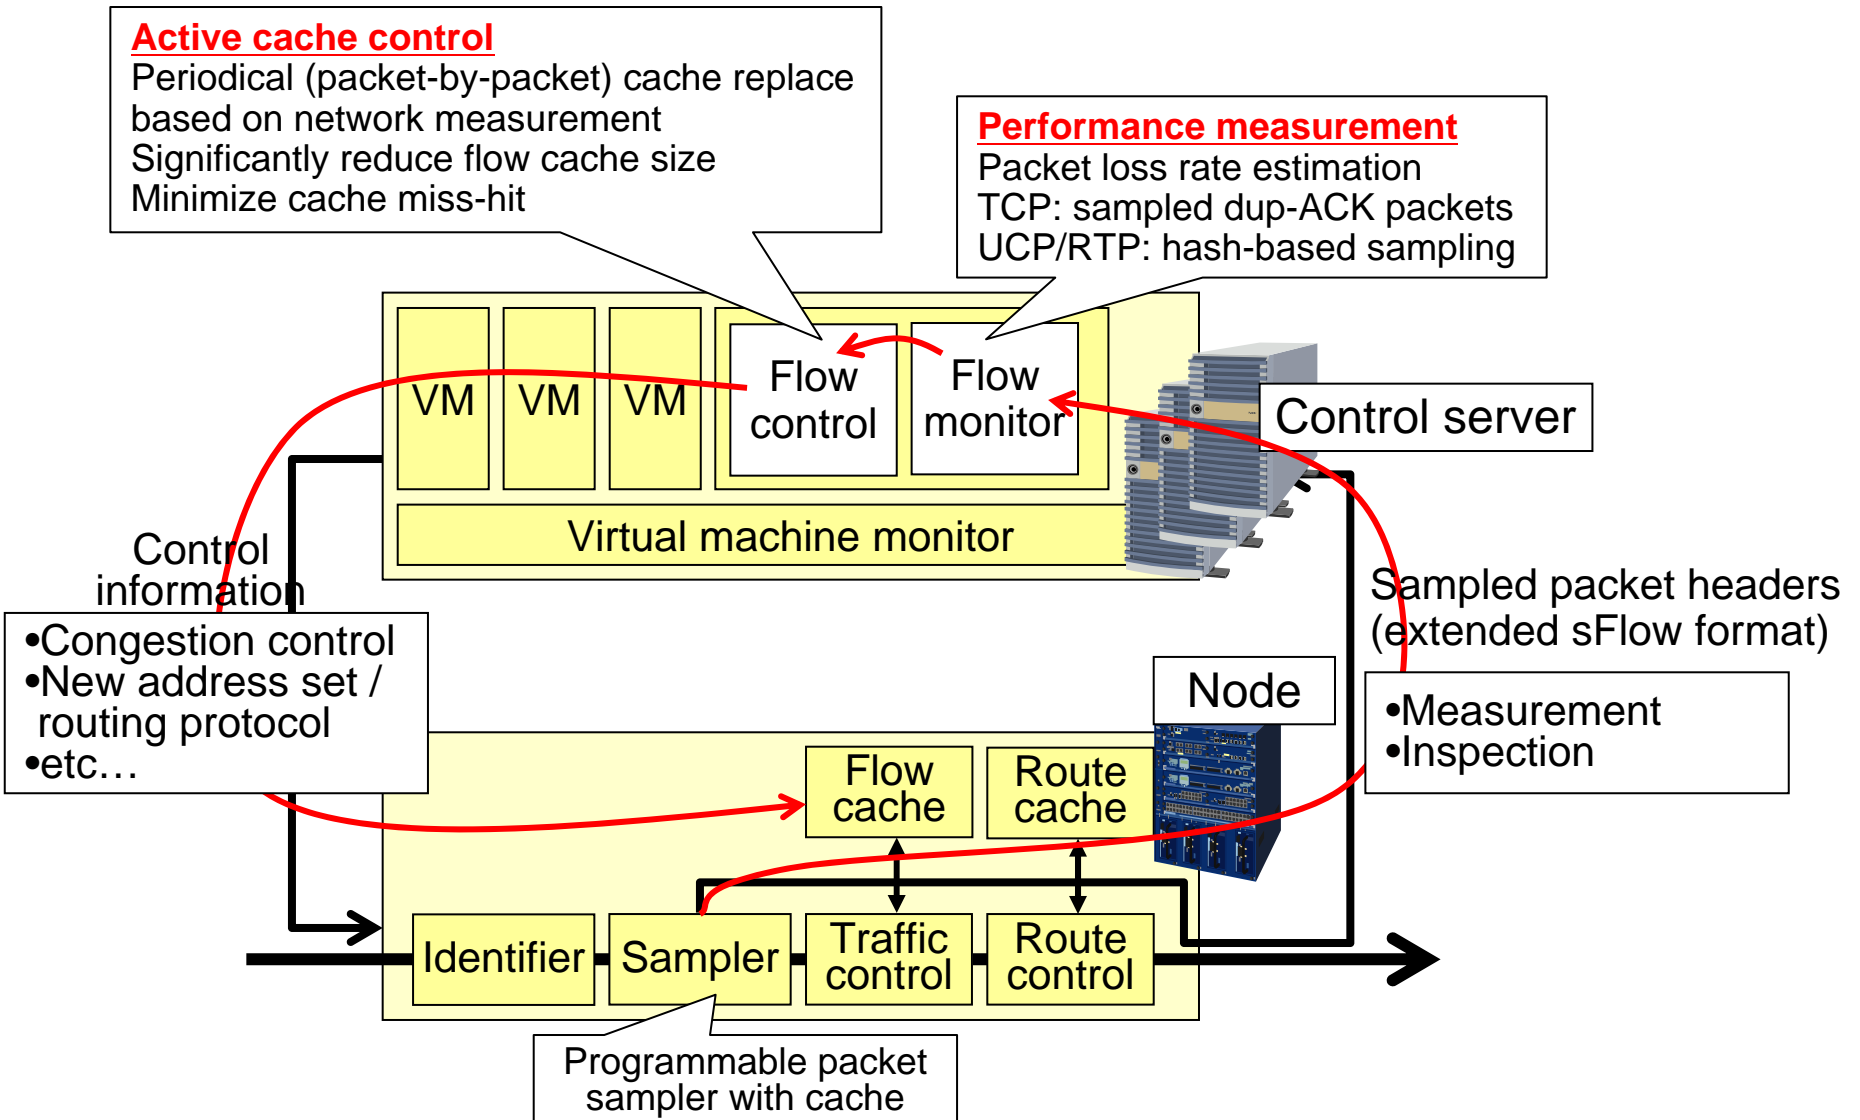 Active cache control
Periodical (packet-by-packet) cache replace
based on network measurement
Significantly reduce flow cache size
Minimize cache miss-hit
Performance measurement
Packet loss rate estimation
TCP: sampled dup-ACK packets
UCP/RTP: hash-based sampling
VM
VM
VM
Flow
control
Flow
monitor
Control server
Virtual machine monitor
Control
information
•Congestion control
•New address set /
routing protocol
•etc…
Sampled packet headers
(extended sFlow format)
•Measurement
•Inspection
Node
Flow
cache
Route
cache
Identifier
Sampler
Traffic
control
Route
control
Programmable packet
sampler with cache